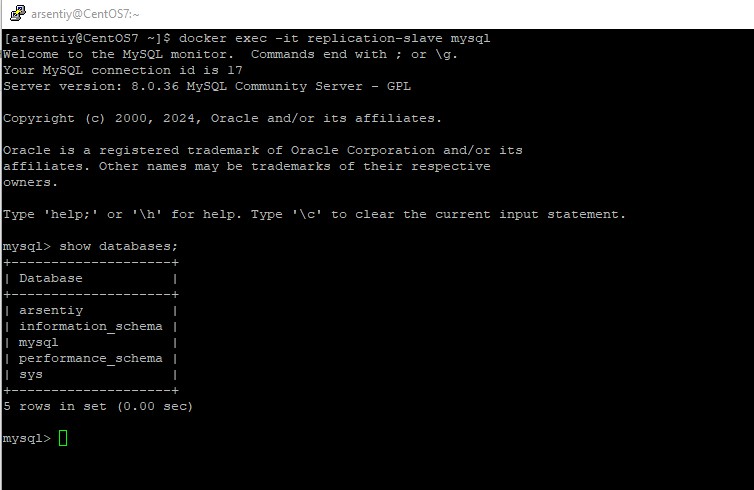 arsentiy@CentOS7:~
[arsentiy@CentOS7 ~]$ docker exec -it replication-slave mysql
Welcome to the MySQL monitor.  Commands end with ; or \g.
Your MySQL connection id is 17
Server version: 8.0.36 MySQL Community Server - GPL

Copyright (c) 2000, 2024, Oracle and/or its affiliates.

Oracle is a registered trademark of Oracle Corporation and/or its
affiliates. Other names may be trademarks of their respective
owners.

Type 'help;' or '\h' for help. Type '\c' to clear the current input statement.

mysql> show databases;
+--------------------+
| Database           |
+--------------------+
| arsentiy           |
| information_schema |
| mysql              |
| performance_schema |
| sys                |
+--------------------+
5 rows in set (0.00 sec)

mysql>